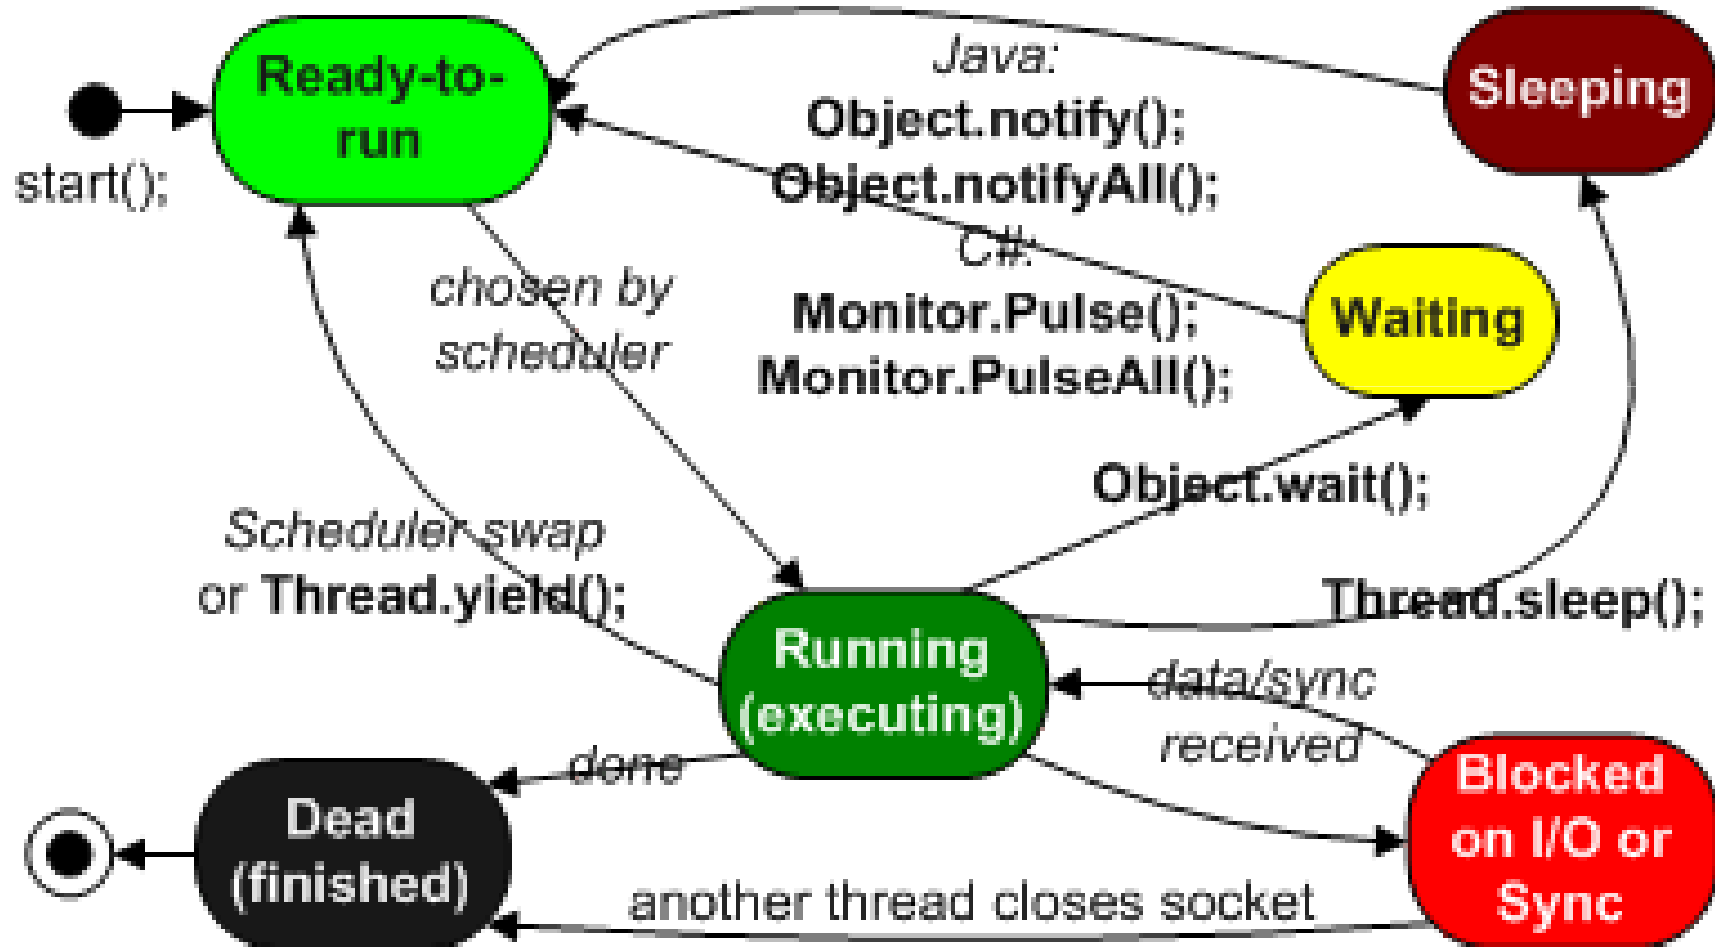 Ready-to-
run
start();
Java:
Object.notify();
Object.notifyAll();
C#:
Monitor.Pulse();
Monitor.PulseAll();
Sleeping
Waiting
chosen by
scheduler
Object.wait();
Scheduler swap
or Thread.yield();
Thread.sleep();
Running
(executing)
data/sync
received
done
Dead
(finished)
Blocked
on I/O or
Sync
another thread closes socket